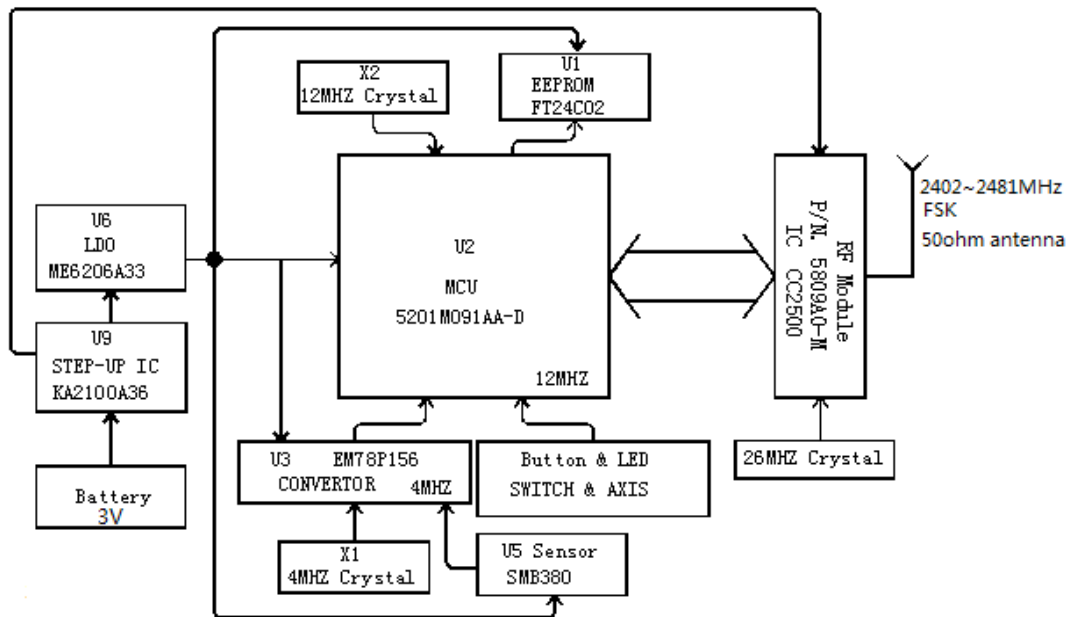 X2
12MHZ Crystal
U1
EEPROM
FT24C02
U6
LDO
ME6206A33
U2
MCU
5201M091AA-D
12MHZ
RF Module
P/N. 5809A0-M
IC CC2500
2402~2481MHz
FSK
50ohm antenna
U9
STEP-UP IC
KA2100A36
U3 EM78P156
CONVERTOR 4MHZ
Button & LED
SWITCH & AXIS
26MHZ Crystal
Battery
3V
X1
4MHZ Crystal
U5 Sensor
SMB380